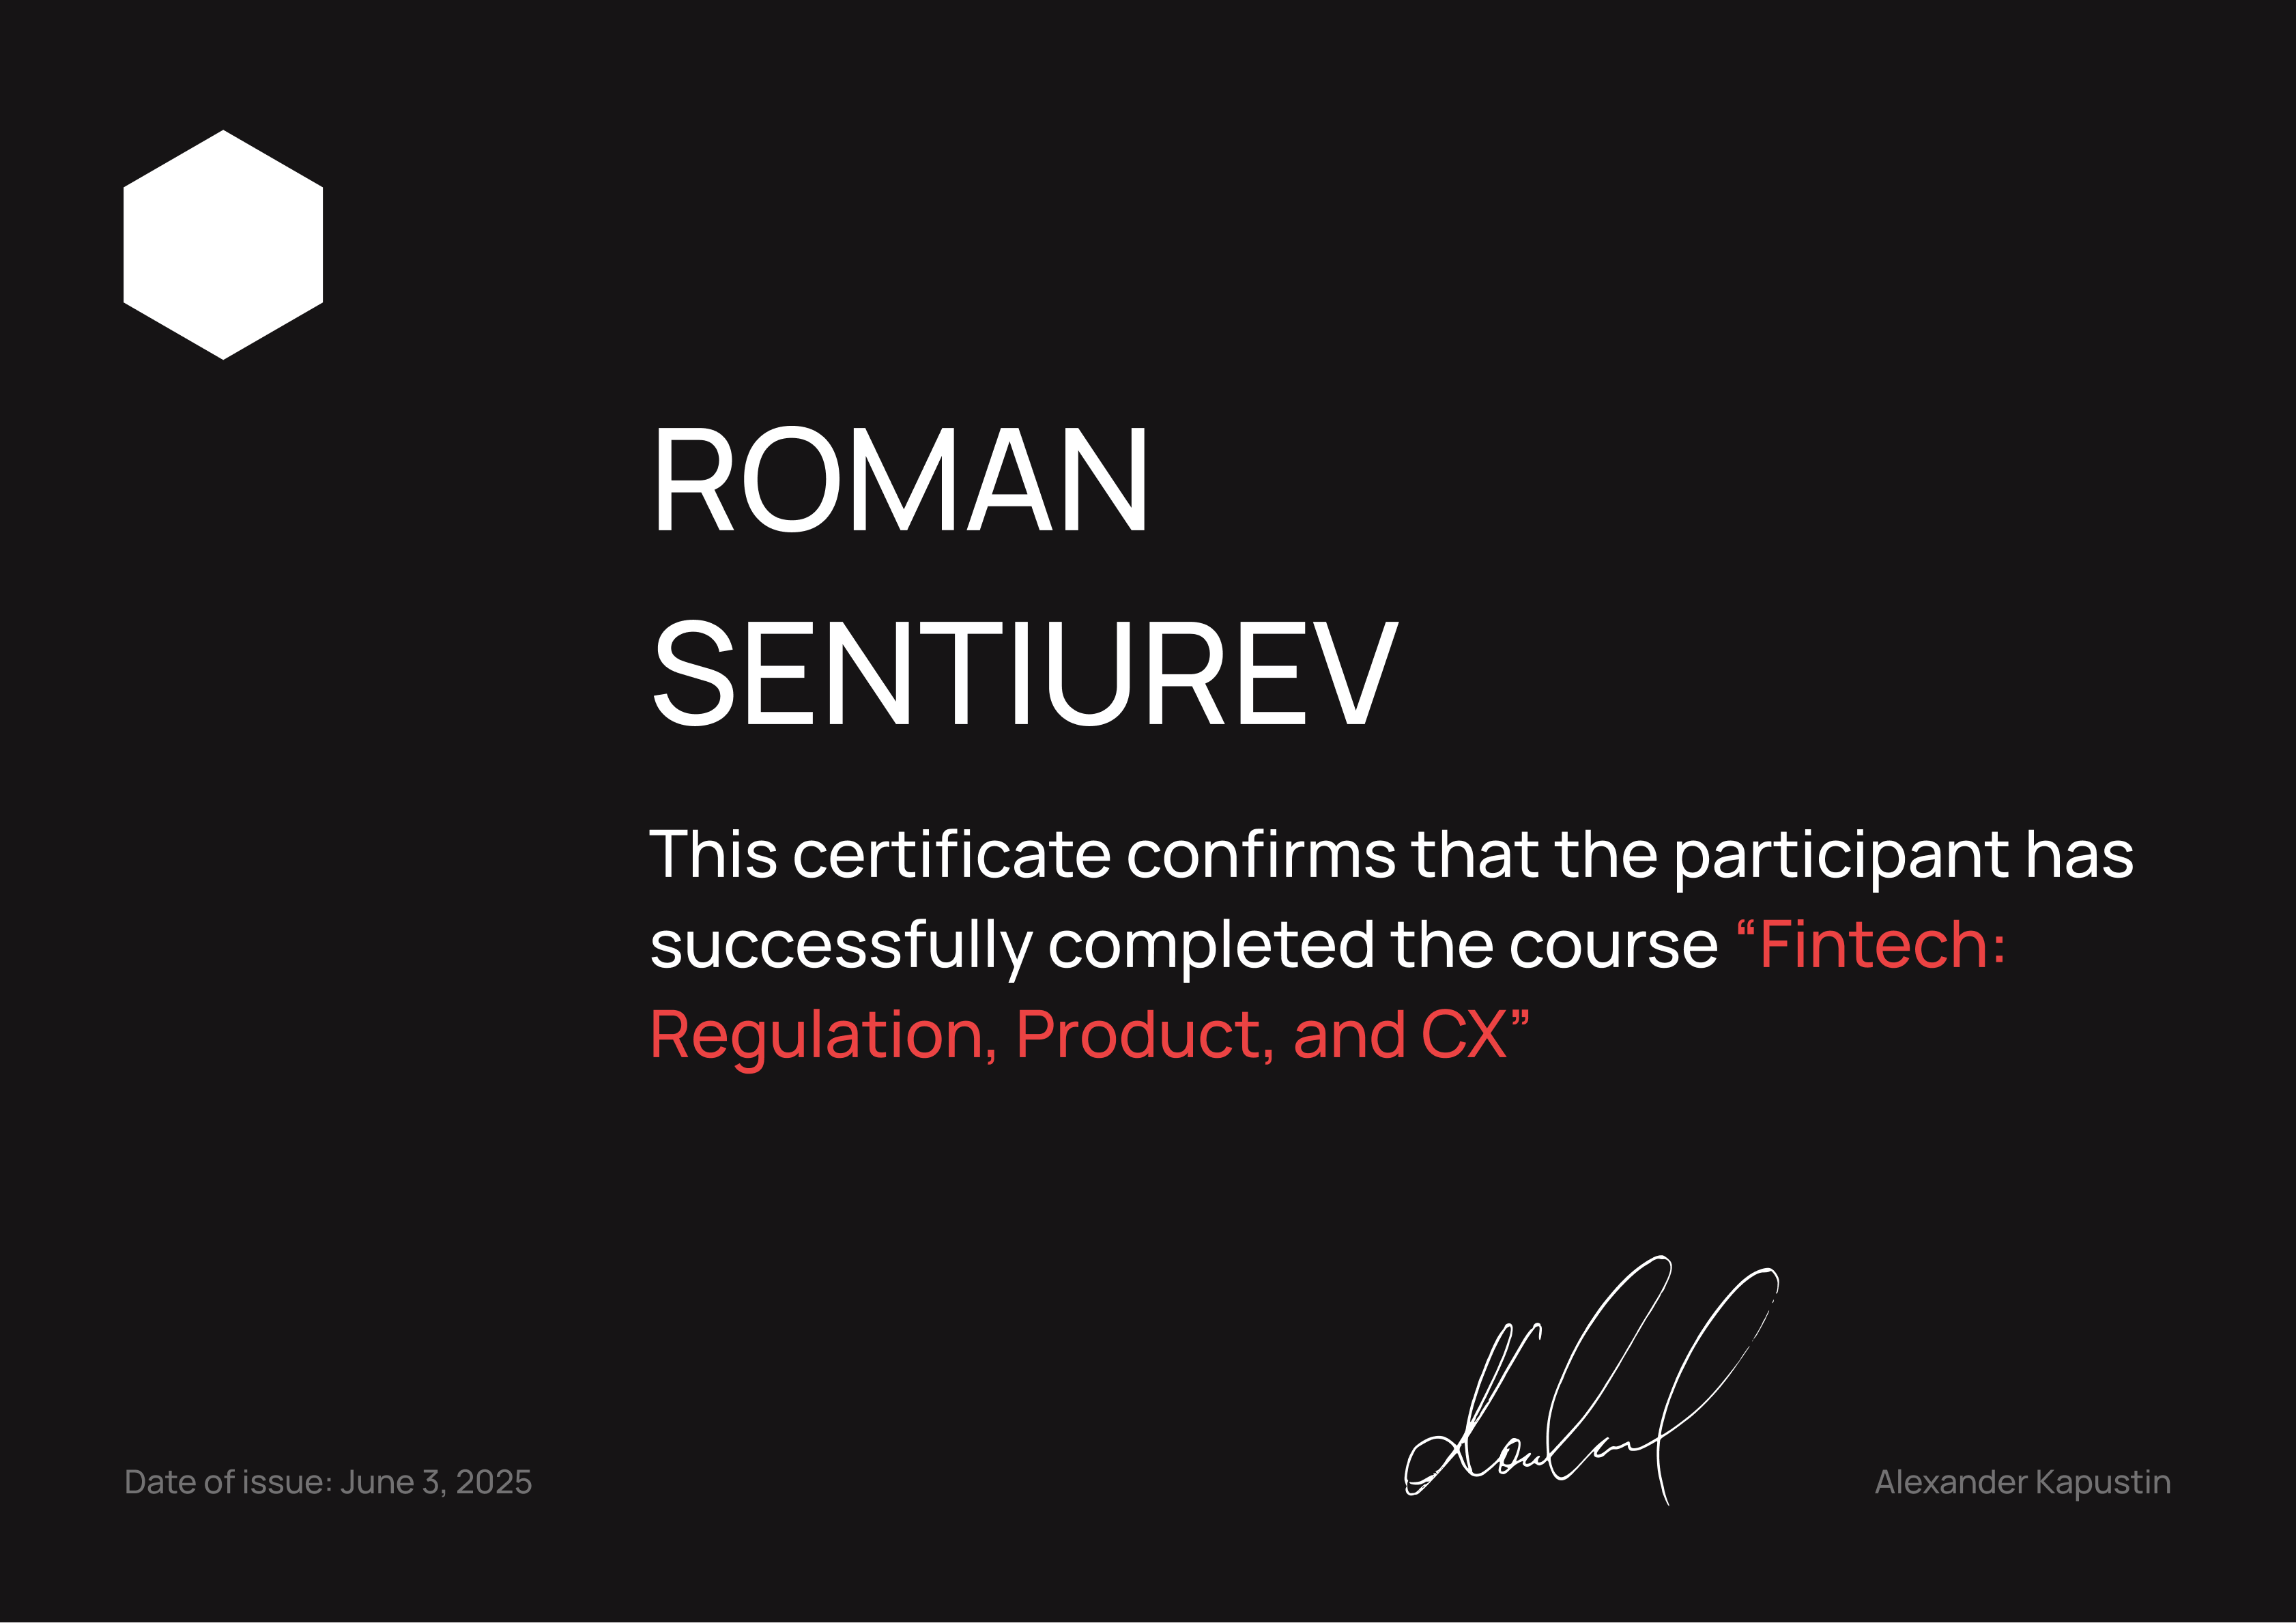 ROMAN
SENTIUREV
This certificate confirms that the participant has
successfully completed the course “Fintech:
Regulation, Product, and CX”
Date of issue: June 3, 2025
Alexander Kapustin